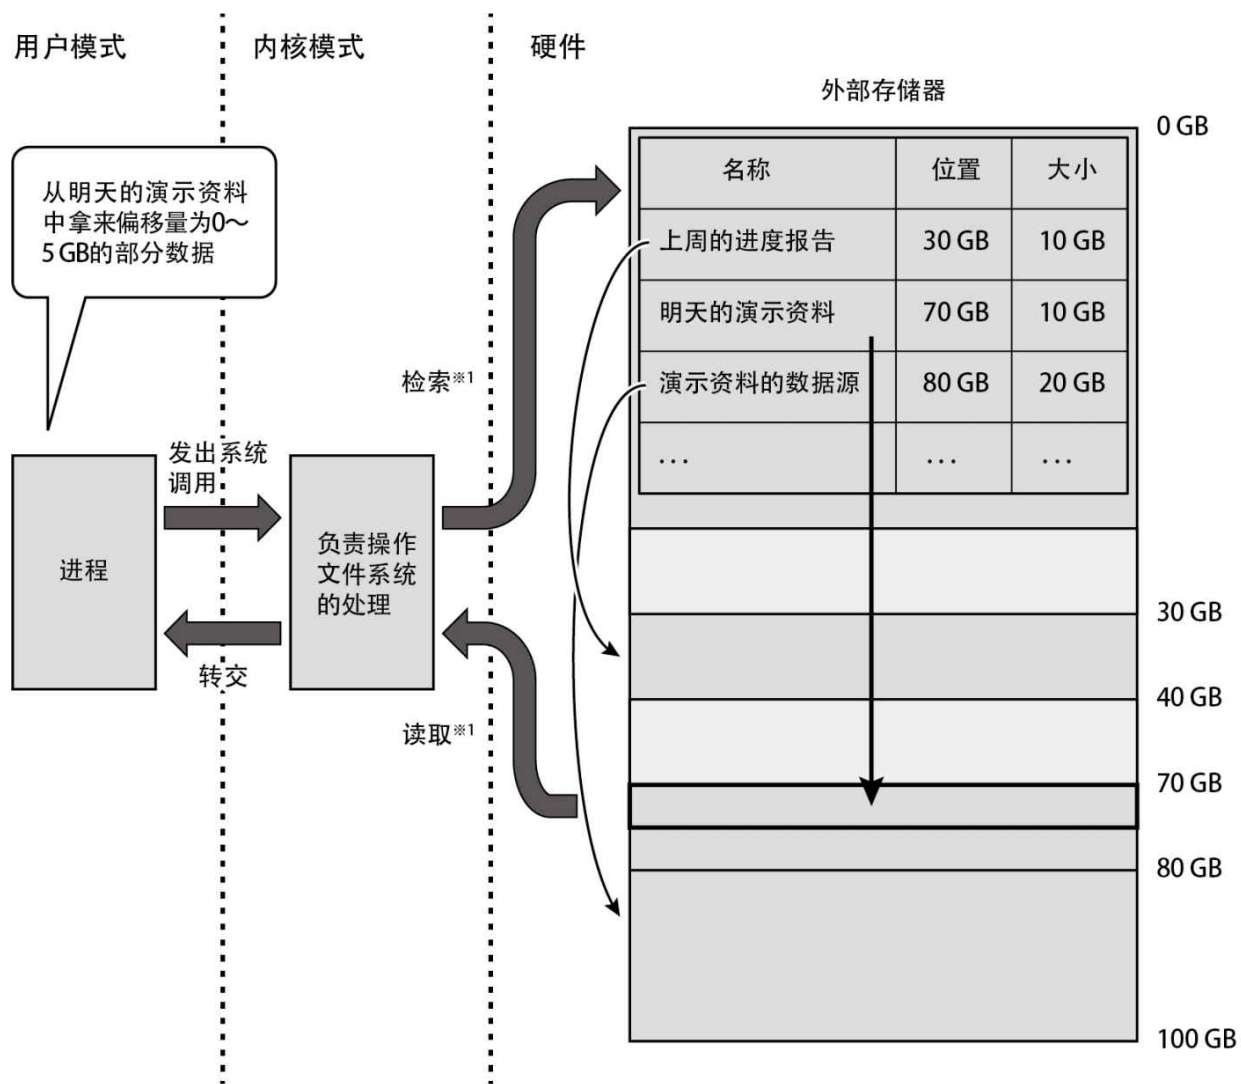 用户模式
内核模式
硬件
外部存储器
从明天的演示资料
中拿来偏移量为0～
5 GB的部分数据
进程
发出系统
调用
转交
负责操作
文件系统
的处理
检索※1
读取※1
名称 位置 大小
上周的进度报告 30 GB 10 GB
明天的演示资料 70 GB 10 GB
演示资料的数据源 80 GB 20 GB
... ... ...
0 GB
30 GB
40 GB
70 GB
80 GB
100 GB